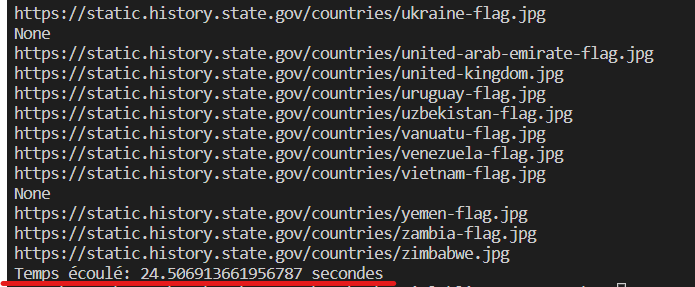 https://static.history.state.gov/countries/ukraine-flag.jpg
None
https://static.history.state.gov/countries/united-arab-emirate-flag.jpg
https://static.history.state.gov/countries/united-kingdom.jpg
https://static.history.state.gov/countries/uruguay-flag.jpg
https://static.history.state.gov/countries/uzbekistan-flag.jpg
https://static.history.state.gov/countries/vanuatu-flag.jpg
https://static.history.state.gov/countries/venezuela-flag.jpg
https://static.history.state.gov/countries/vietnam-flag.jpg
None
https://static.history.state.gov/countries/yemen-flag.jpg
https://static.history.state.gov/countries/zambia-flag.jpg
https://static.history.state.gov/countries/zimbabwe.jpg
Temps écoulé: 24.506913661956787 secondes